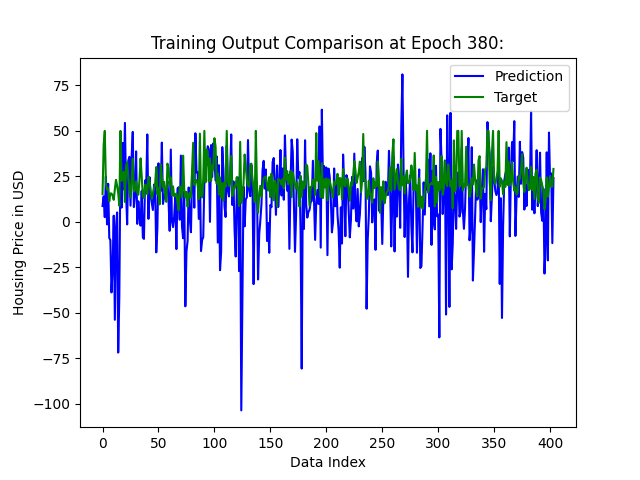 Training Output Comparison at Epoch 380:
Prediction
Target
Housing Price in USD
75
50
25
0
−25
−50
−75
−100
0 50 100 150 200 250 300 350 400
Data Index